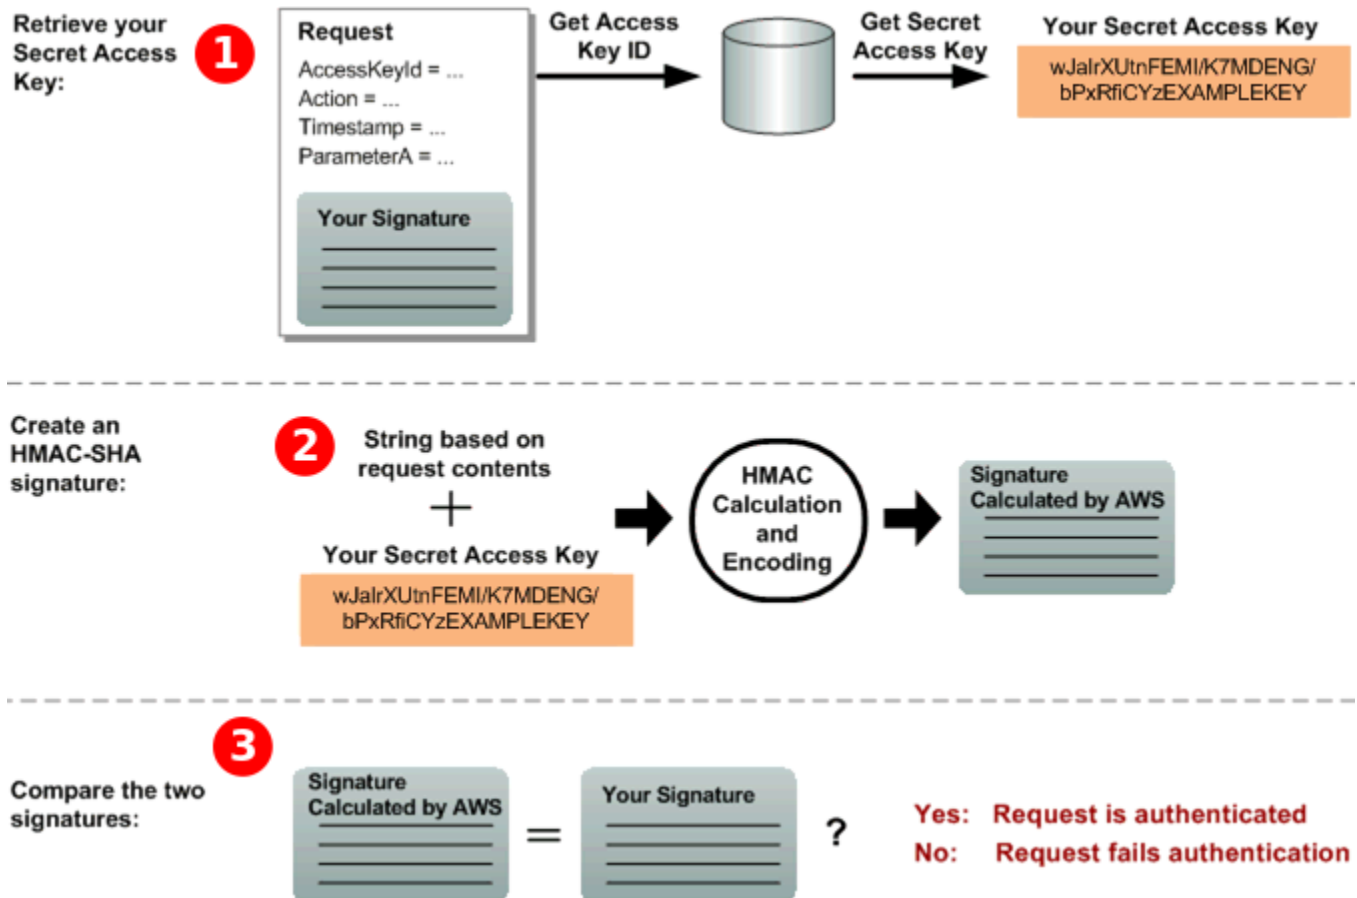 Retrieve your
Secret Access
Key:
1
Request
AccessKeyId = ...
Action = ...
Timestamp = ...
ParameterA = ...
Your Signature
Get Access
Key ID
Get Secret
Access Key
Your Secret Access Key
wJalrXUtnFEMI/K7MDENG/
bPxRfiCYzEXAMPLEKEY
Create an
HMAC-SHA
signature:
2
String based on
request contents
+
Your Secret Access Key
wJalrXUtnFEMI/K7MDENG/
bPxRfiCYzEXAMPLEKEY
HMAC
Calculation
and
Encoding
Signature
Calculated by AWS
3
Compare the two
signatures:
Signature
Calculated by AWS
=
Your Signature
?
Yes: Request is authenticated
No: Request fails authentication